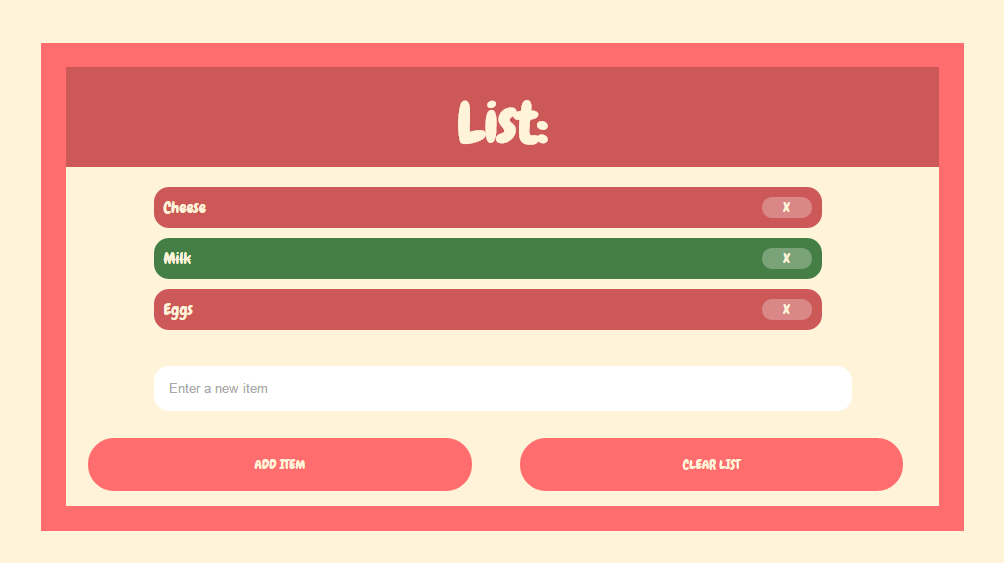 List:
Cheese X
Milk X
Eggs X
Enter a new item
ADD ITEM CLEAR LIST